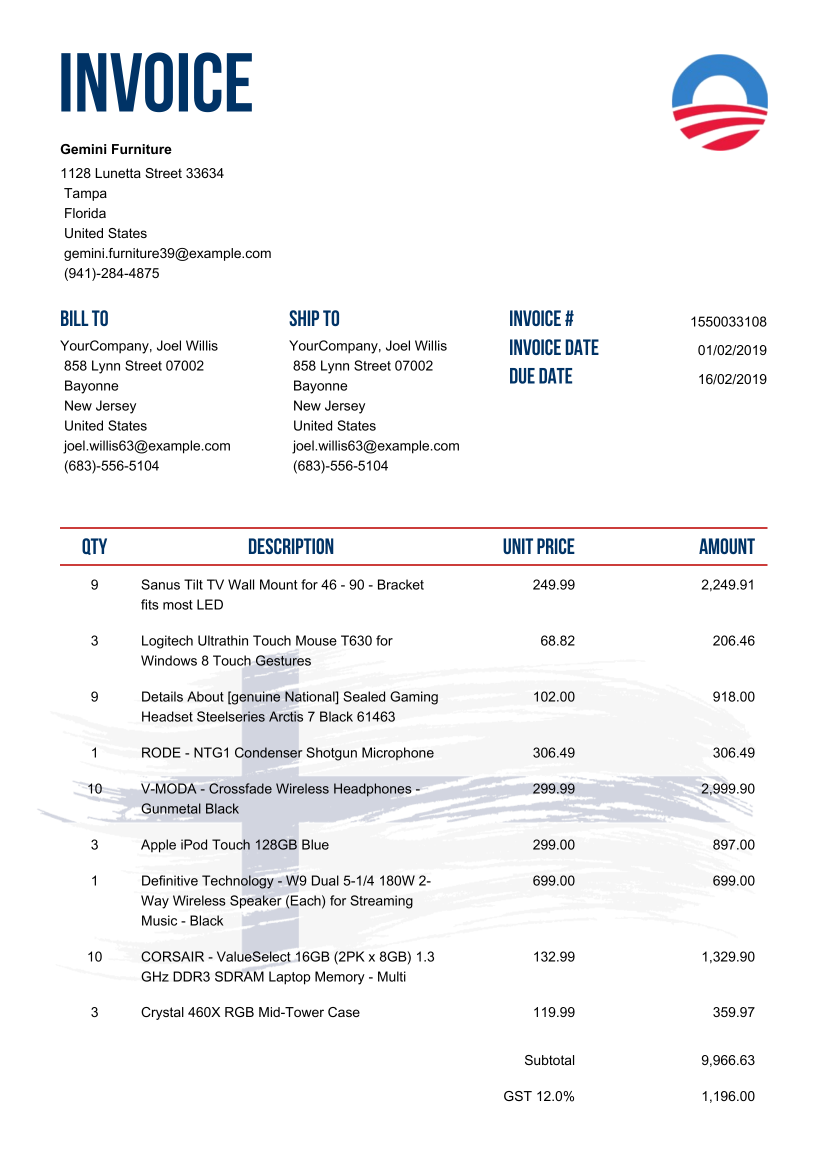 INVOICE
Gemini Furniture
1128 Lunetta Street 33634
Tampa
Florida
United States
gemini.furniture39@example.com
(941)-284-4875
BILL TO
YourCompany, Joel Willis
858 Lynn Street 07002
Bayonne
New Jersey
United States
joel.willis63@example.com
(683)-556-5104
SHIP TO
YourCompany, Joel Willis
858 Lynn Street 07002
Bayonne
New Jersey
United States
joel.willis63@example.com
(683)-556-5104
INVOICE # 1550033108
INVOICE DATE 01/02/2019
DUE DATE 16/02/2019
QTY DESCRIPTION UNIT PRICE AMOUNT
9 Sanus Tilt TV Wall Mount for 46 - 90 - Bracket 249.99 2,249.91
fits most LED
3 Logitech Ultrathin Touch Mouse T630 for 68.82 206.46
Windows 8 Touch Gestures
9 Details About [genuine National] Sealed Gaming 102.00 918.00
Headset Steelseries Arctis 7 Black 61463
1 RODE - NTG1 Condenser Shotgun Microphone 306.49 306.49
10 V-MODA - Crossfade Wireless Headphones - 299.99 2,999.90
Gunmetal Black
3 Apple iPod Touch 128GB Blue 299.00 897.00
1 Definitive Technology - W9 Dual 5-1/4 180W 2- 699.00 699.00
Way Wireless Speaker (Each) for Streaming
Music - Black
10 CORSAIR - ValueSelect 16GB (2PK x 8GB) 1.3 132.99 1,329.90
GHz DDR3 SDRAM Laptop Memory - Multi
3 Crystal 460X RGB Mid-Tower Case 119.99 359.97
Subtotal 9,966.63
GST 12.0% 1,196.00